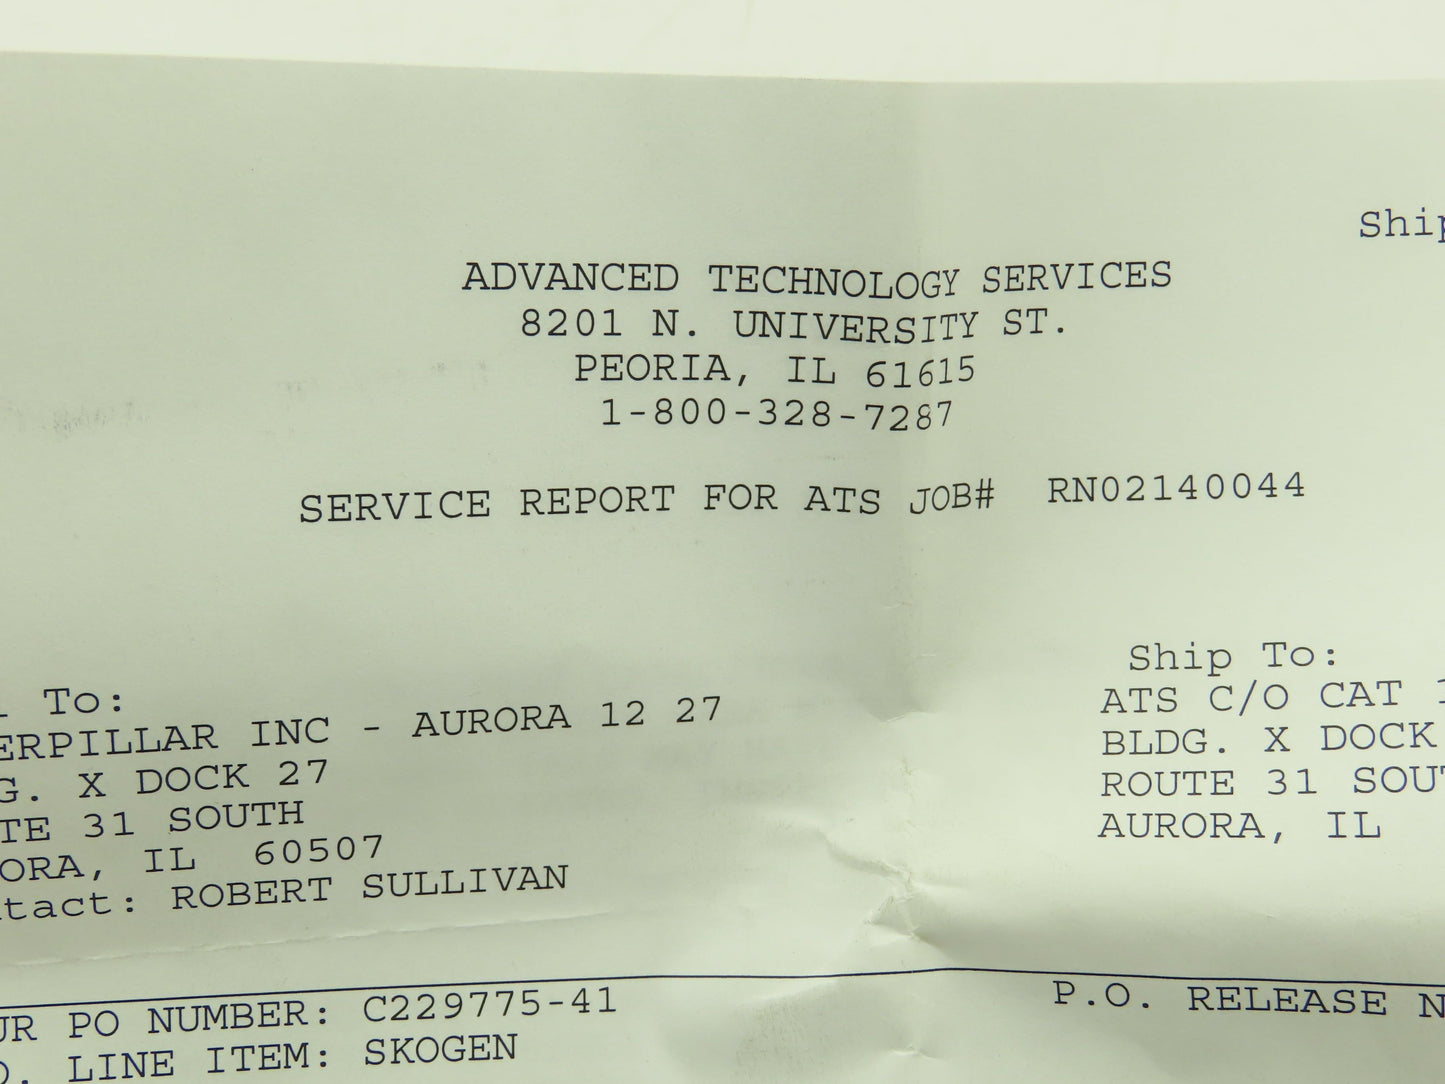 Ship
ADVANCED TECHNOLOGY SERVICES
8201 N. UNIVERSITY ST.
PEORIA, IL 61615
1-800-328-7287
SERVICE REPORT FOR ATS JOB# RN02140044
To:
ERPILLAR INC - AURORA 12 27
G. X DOCK 27
TE 31 SOUTH
ORA, IL 60507
tact: ROBERT SULLIVAN
Ship To:
ATS C/O CAT
BLDG. X DOCK
ROUTE 31 SOU
AURORA, IL
UR PO NUMBER: C229775-41
P.O. RELEASE N
O. LINE ITEM: SKOGEN